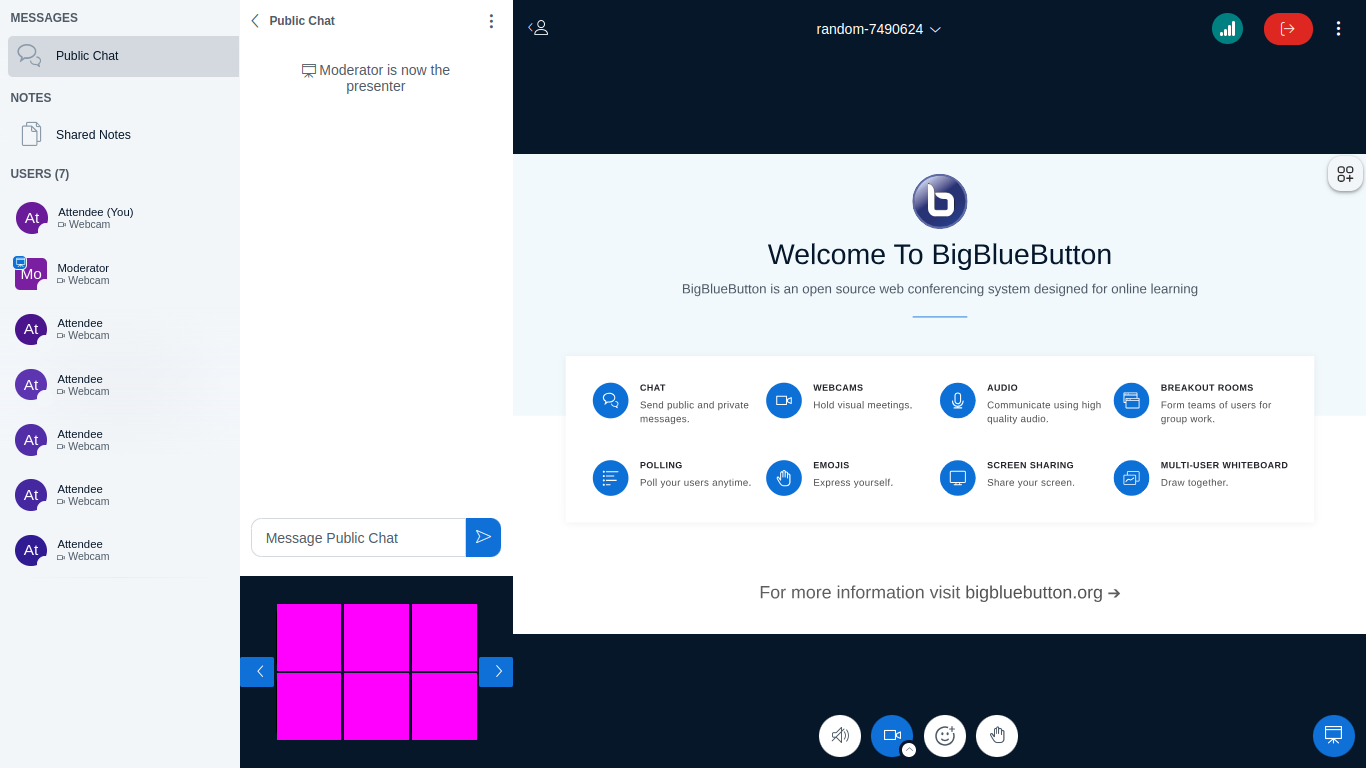 MESSAGES
Public Chat
NOTES
Shared Notes
USERS (7)
At
Attendee (You)
Webcam
Mo
Moderator
Webcam
At
Attendee
Webcam
At
Attendee
Webcam
At
Attendee
Webcam
At
Attendee
Webcam
At
Attendee
Webcam
Public Chat
Moderator is now the
presenter
Message Public Chat
random-7490624
b
Welcome To BigBlueButton
BigBlueButton is an open source web conferencing system designed for online learning
CHAT
Send public and private
messages.
WEBCAMS
Hold visual meetings.
AUDIO
Communicate using high
quality audio.
BREAKOUT ROOMS
Form teams of users for
group work.
POLLING
Poll your users anytime.
EMOJIS
Express yourself.
SCREEN SHARING
Share your screen.
MULTI-USER WHITEBOARD
Draw together.
For more information visit bigbluebutton.org →